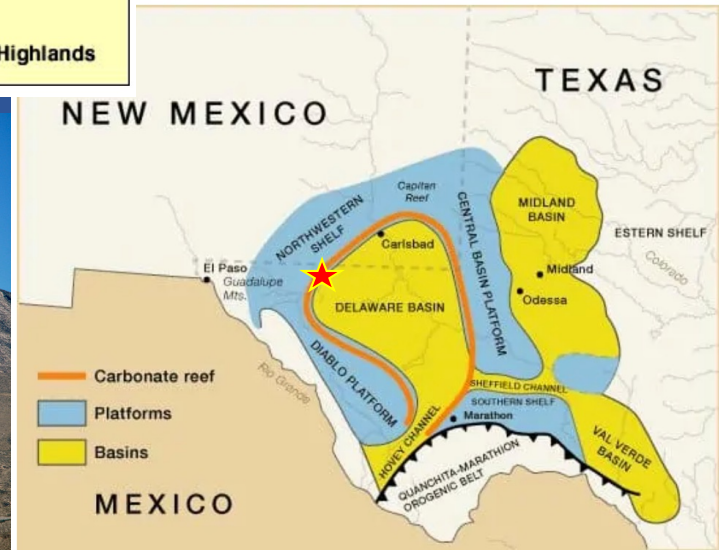 Highlands
TEXAS
NEW MEXICO
NORTHWESTERN
SHELF
Capitan
Reef
CENTRAL BASIN PLATFORM
MIDLAND
BASIN
ESTERN SHELF
Colorado
Carlsbad
El Paso
Guadalupe
Mts.
Midland
Odessa
DELAWARE BASIN
DIABLO PLATFORM
Rio Grande
Carbonate reef
Platforms
Basins
SHEFFIELD CHANNEL
SOUTHERN SHELF
Marathon
HOVEY CHANNEL
VAL VERDE
BASIN
QUANCHITA-MARATHION
OROGENIC BELT
MEXICO